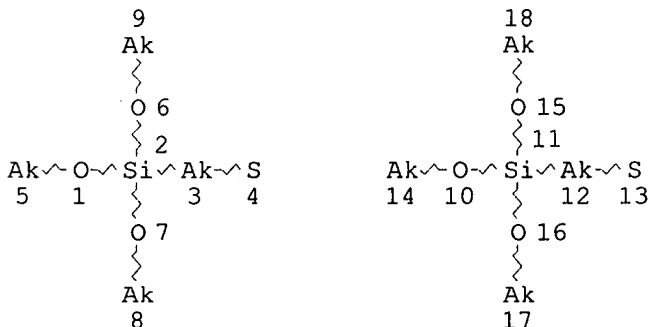 9 18
Ak Ak
O 6 O 15
2 11
Ak O Si Ak S Ak O Si Ak S
5 1 3 4 14 10 12 13
O 7 O 16
Ak Ak
8 17